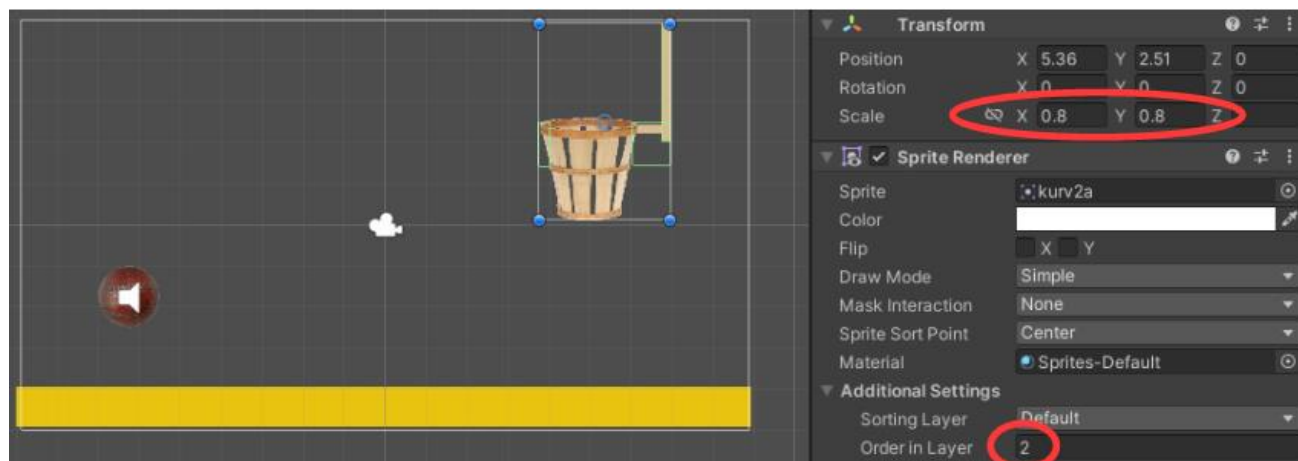 Transform
Position X 5.36 Y 2.51 Z 0
Rotation X 0 Y 0 Z 0
Scale X 0.8 Y 0.8 Z
Sprite Renderer
Sprite kurv2a
Color
Flip X Y
Draw Mode Simple
Mask Interaction None
Sprite Sort Point Center
Material Sprites-Default
Additional Settings
Sorting Layer Default
Order in Layer 2